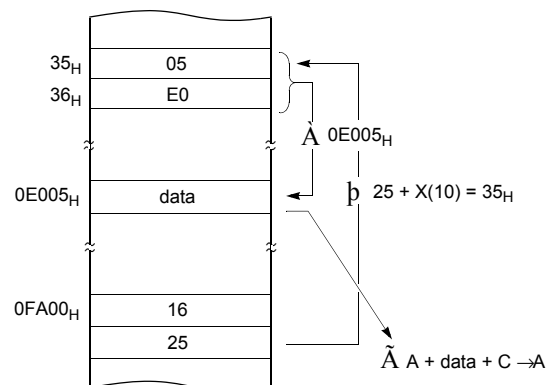 35H 05
36H E0
À 0E005H
0E005H data þ 25 + X(10) = 35H
0FA00H 16
25
Ã A + data + C →A